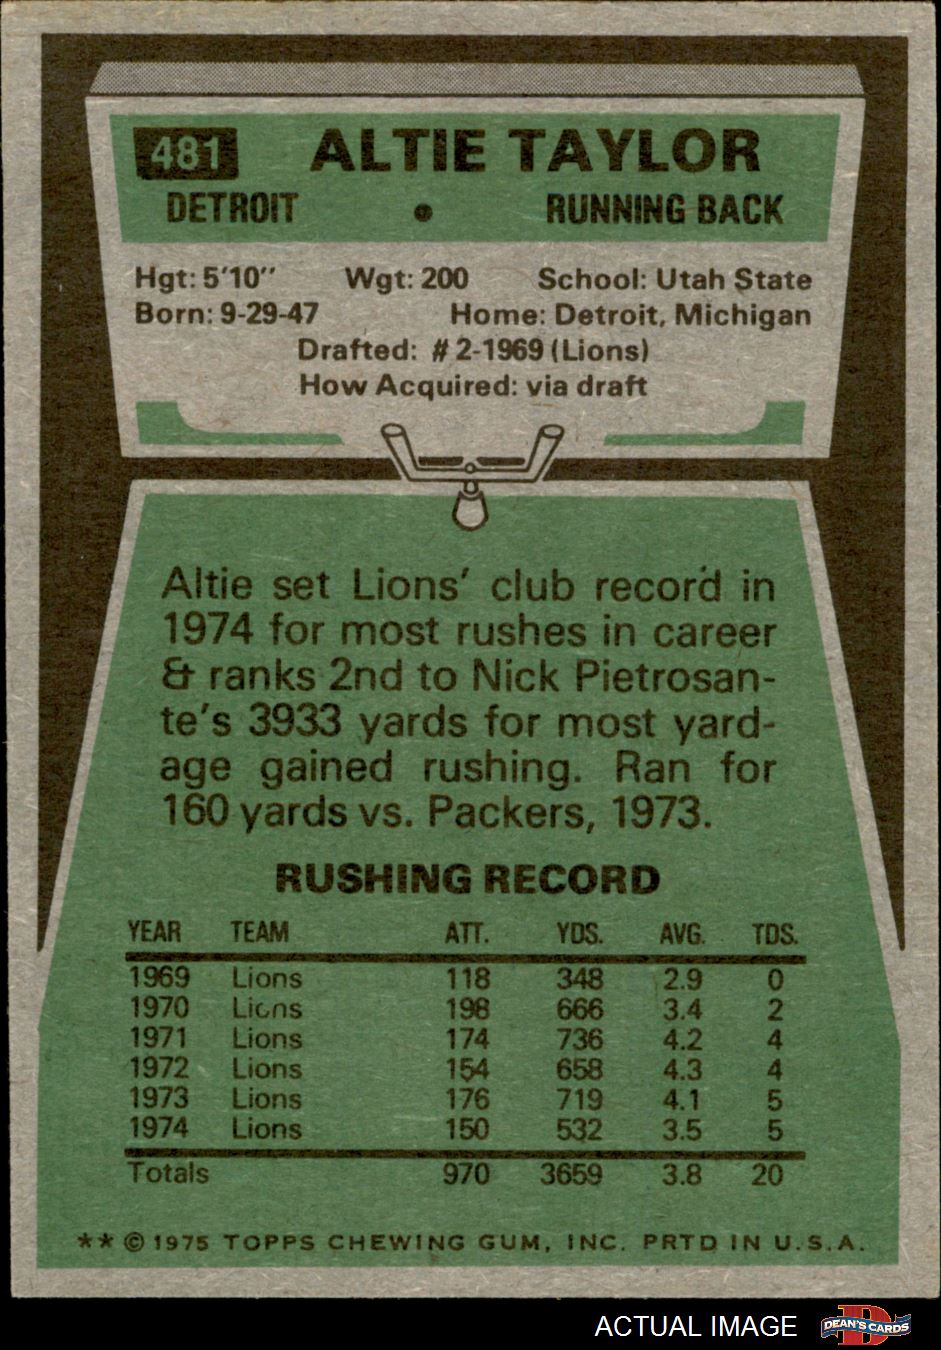 481 ALTIE TAYLOR
DETROIT • RUNNING BACK
Hgt: 5'10" Wgt: 200 School: Utah State
Born: 9-29-47 Home: Detroit, Michigan
Drafted: # 2-1969 (Lions)
How Acquired: via draft
Altie set Lions' club record in
1974 for most rushes in career
& ranks 2nd to Nick Pietrosan-
te's 3933 yards for most yard-
age gained rushing. Ran for
160 yards vs. Packers, 1973.
RUSHING RECORD
YEAR TEAM ATT. YDS. AVG. TDS.
1969 Lions 118 348 2.9 0
1970 Lions 198 666 3.4 2
1971 Lions 174 736 4.2 4
1972 Lions 154 658 4.3 4
1973 Lions 176 719 4.1 5
1974 Lions 150 532 3.5 5
Totals 970 3659 3.8 20
** © 1975 TOPPS CHEWING GUM, INC. PRTD IN U.S.A.
ACTUAL IMAGE DEAN'S CARDS